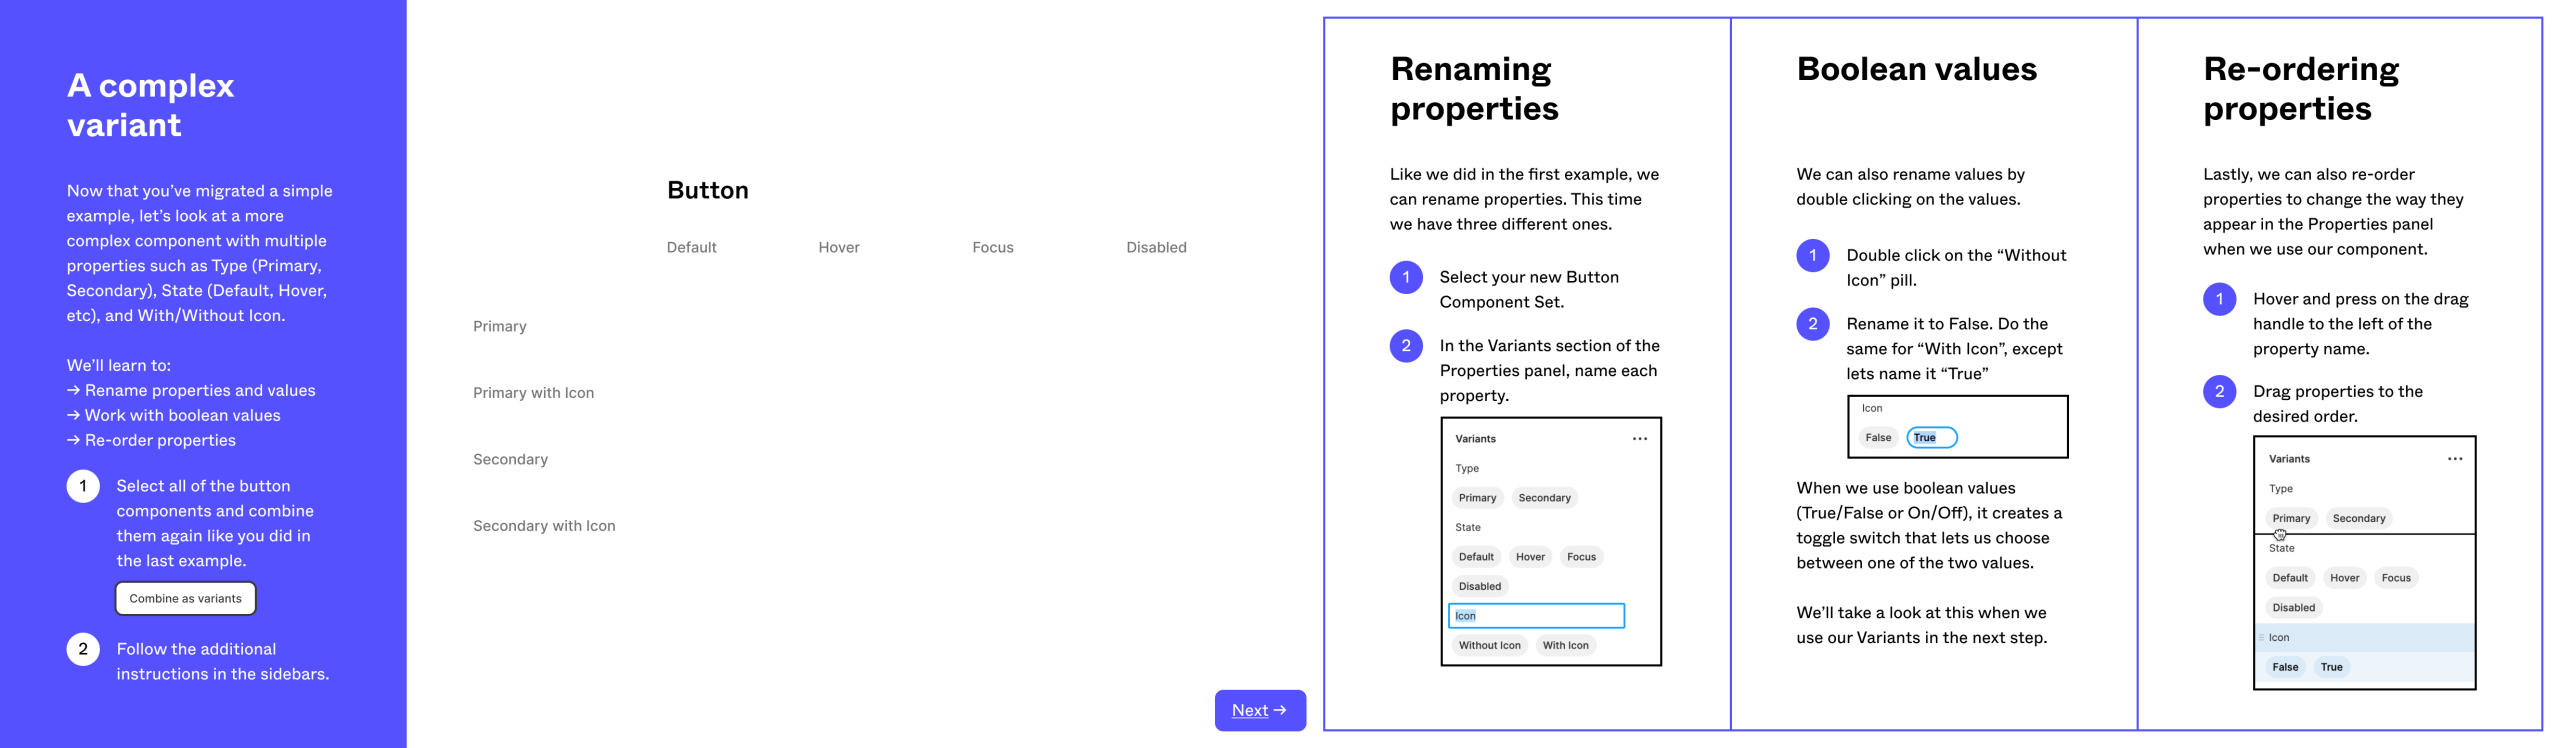 A complex
variant
Now that you’ve migrated a simple
example, let’s look at a more
complex component with multiple
properties such as Type (Primary,
Secondary), State (Default, Hover,
etc), and With/Without Icon.
We’ll learn to:
→ Rename properties and values
→ Work with boolean values
→ Re-order properties
1 Select all of the button
components and combine
them again like you did in
the last example.
Combine as variants
2 Follow the additional
instructions in the sidebars.
Button
Default Hover Focus Disabled
Primary
Primary with Icon
Secondary
Secondary with Icon
Next →
Renaming
properties
Like we did in the first example, we
can rename properties. This time
we have three different ones.
1 Select your new Button
Component Set.
2 In the Variants section of the
Properties panel, name each
property.
Variants ···
Type
Primary Secondary
State
Default Hover Focus
Disabled
Icon
Without Icon With Icon
Boolean values
We can also rename values by
double clicking on the values.
1 Double click on the “Without
Icon” pill.
2 Rename it to False. Do the
same for “With Icon”, except
lets name it “True”
Icon
False True
When we use boolean values
(True/False or On/Off), it creates a
toggle switch that lets us choose
between one of the two values.
We’ll take a look at this when we
use our Variants in the next step.
Re-ordering
properties
Lastly, we can also re-order
properties to change the way they
appear in the Properties panel
when we use our component.
1 Hover and press on the drag
handle to the left of the
property name.
2 Drag properties to the
desired order.
Variants ···
Type
Primary Secondary
State
Default Hover Focus
Disabled
Icon
False True